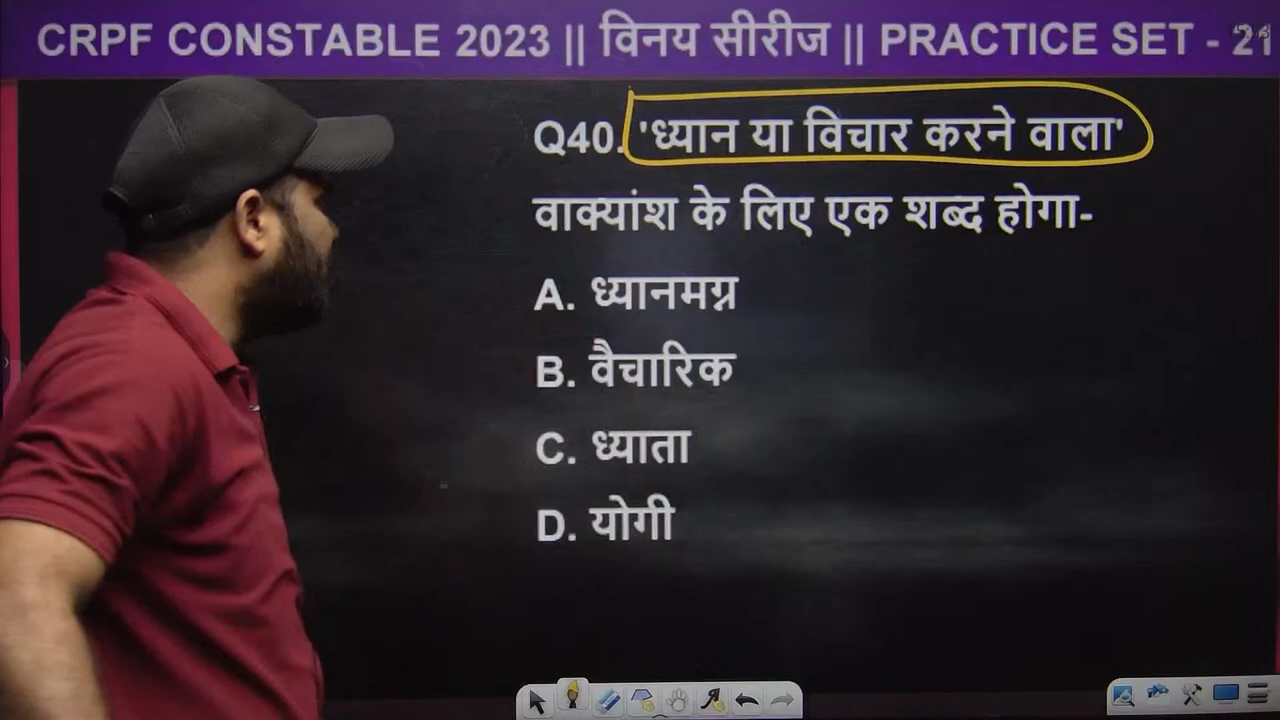 CRPF CONSTABLE 2023 || विनय सीरीज || PRACTICE SET - 21
Q40. 'ध्यान या विचार करने वाला'
वाक्यांश के लिए एक शब्द होगा-
A. ध्यानमग्न
B. वैचारिक
C. ध्याता
D. योगी